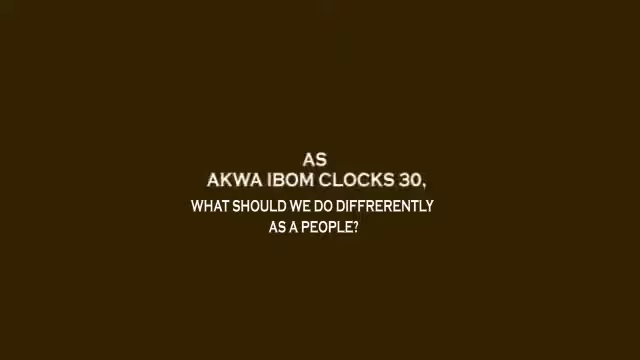 AS
AKWA IBOM CLOCKS 30,
WHAT SHOULD WE DO DIFFRERENTLY
AS A PEOPLE?